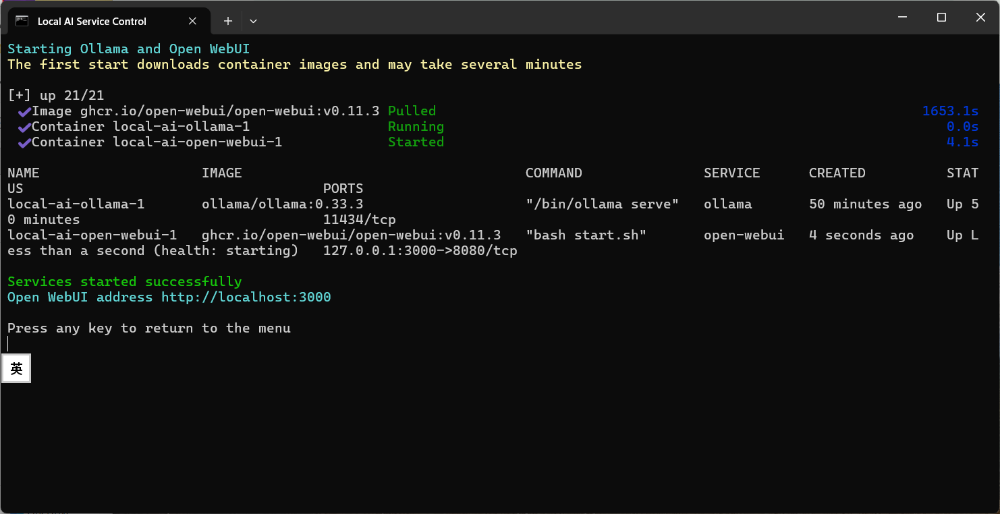 Local AI Service Control
Starting Ollama and Open WebUI
The first start downloads container images and may take several minutes
[+] up 21/21
✔Image ghcr.io/open-webui/open-webui:v0.11.3 Pulled 1653.1s
✔Container local-ai-ollama-1 Running 0.0s
✔Container local-ai-open-webui-1 Started 4.1s
NAME IMAGE COMMAND SERVICE CREATED STAT
US PORTS
local-ai-ollama-1 ollama/ollama:0.33.3 "/bin/ollama serve" ollama 50 minutes ago Up 5
0 minutes 11434/tcp
local-ai-open-webui-1 ghcr.io/open-webui/open-webui:v0.11.3 "bash start.sh" open-webui 4 seconds ago Up L
ess than a second (health: starting) 127.0.0.1:3000->8080/tcp
Services started successfully
Open WebUI address http://localhost:3000
Press any key to return to the menu
英